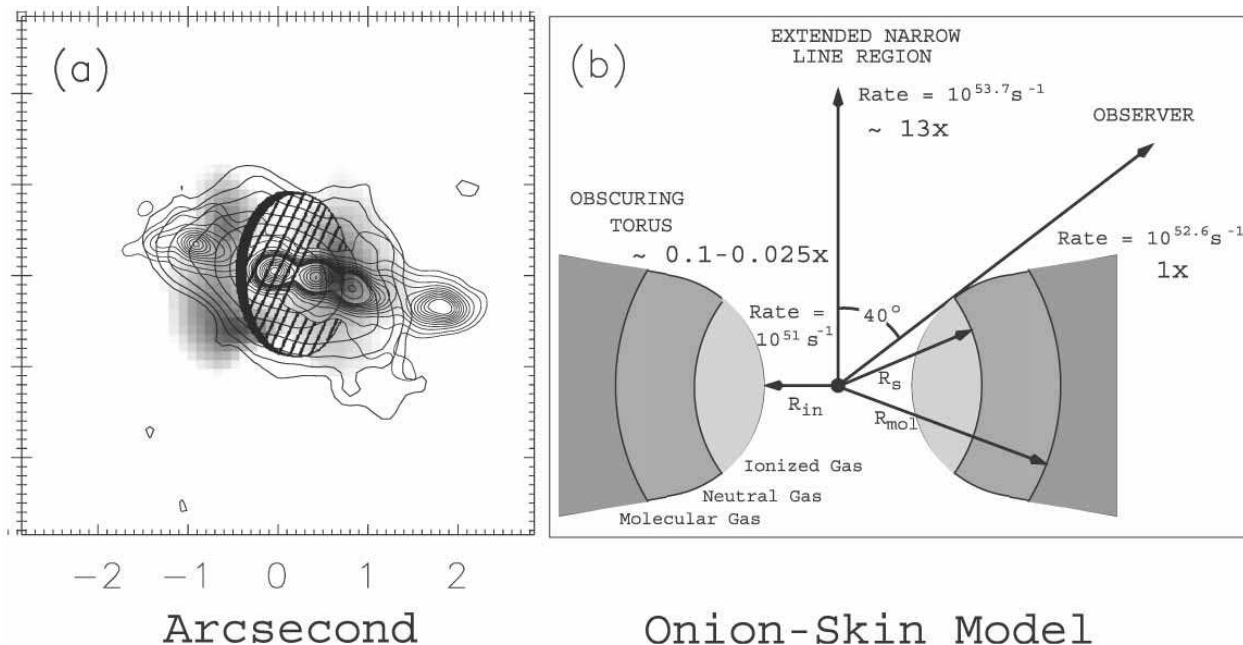 (a)
-2 -1 0 1 2
Arcsecond
(b)
EXTENDED NARROW
LINE REGION
Rate = 10^53.7 s^-1
~ 13x
OBSERVER
OBSCURING
TORUS
~ 0.1-0.025x
Rate = 10^52.6 s^-1
1x
Rate =
10^51 s^-1
40°
R_s
R_in
R_mol
Ionized Gas
Neutral Gas
Molecular Gas
Onion-Skin Model